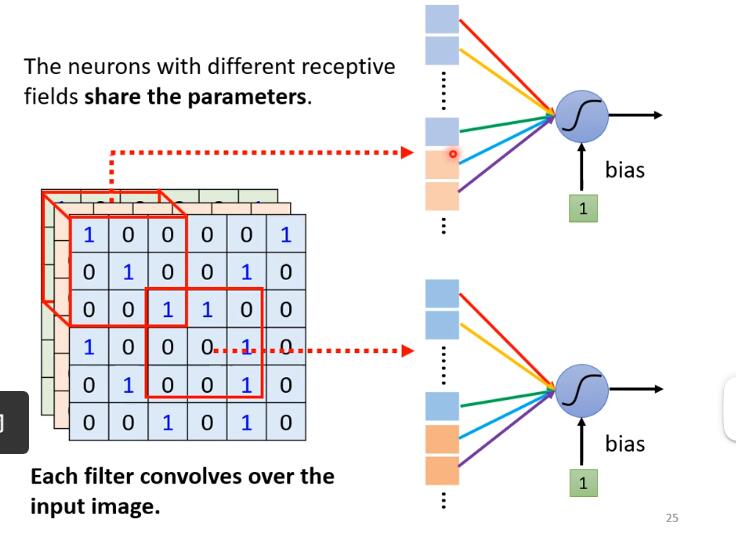 The neurons with different receptive
fields share the parameters.
bias
1
1 0 0 0 0 1
0 1 0 0 1 0
0 0 1 1 0 0
1 0 0 0 1 0
0 1 0 0 1 0
0 0 1 0 1 0
bias
1
Each filter convolves over the
input image.
25